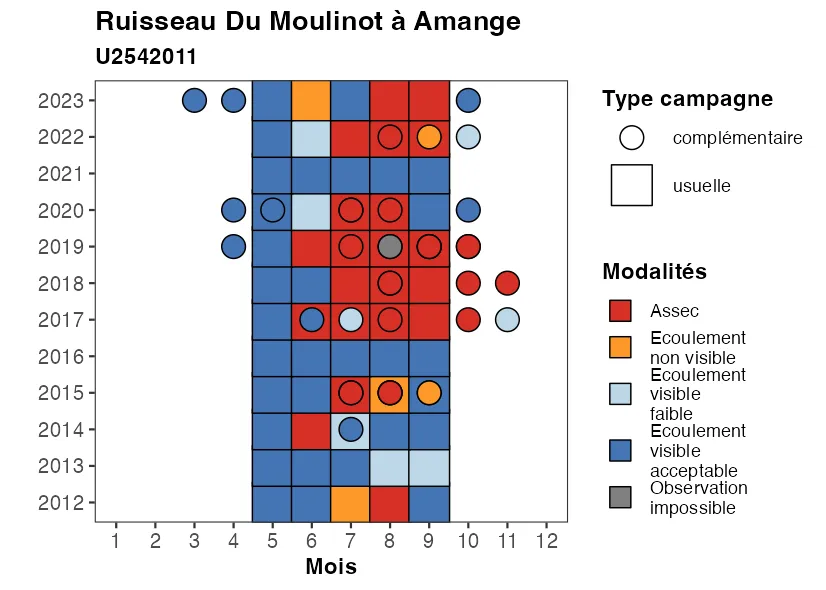 Ruisseau Du Moulinot à Amange
U2542011
2023
2022
2021
2020
2019
2018
2017
2016
2015
2014
2013
2012
1 2 3 4 5 6 7 8 9 10 11 12
Mois
Type campagne
complémentaire
usuelle
Modalités
Assec
Ecoulement
non visible
Ecoulement
visible
faible
Ecoulement
visible
acceptable
Observation
impossible